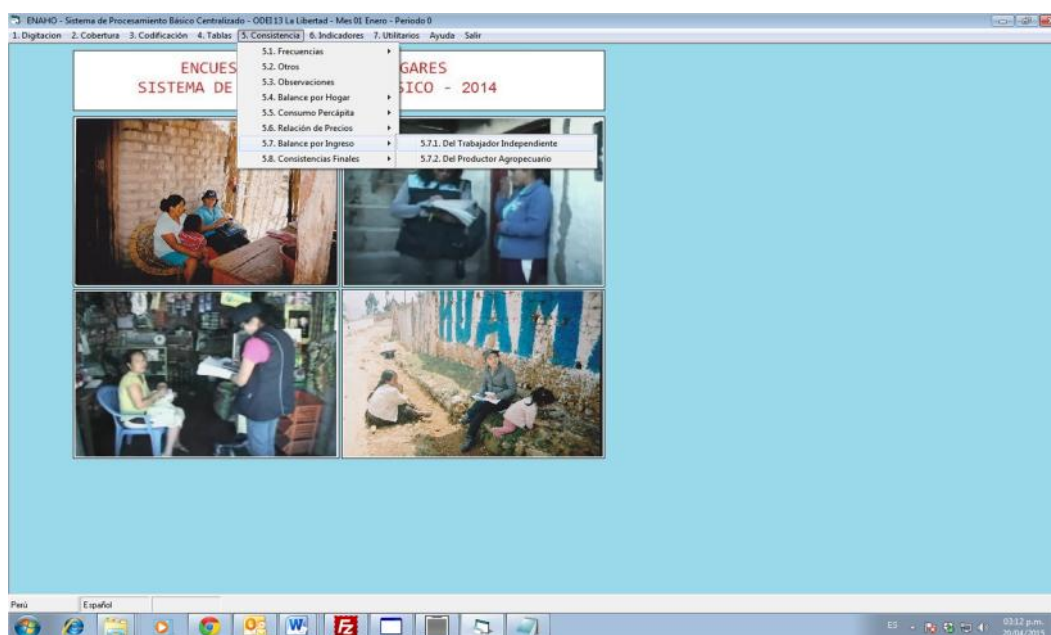 ENAHO - Sistema de Procesamiento Básico Centralizado - ODEI 13 La Libertad - Mes 01 Enero - Periodo 0
1. Digitacion 2. Cobertura 3. Codificación 4. Tablas 5. Consistencia 6. Indicadores 7. Utilitarios Ayuda Salir
5.1. Frecuencias
5.2. Otros
5.3. Observaciones
5.4. Balance por Hogar
5.5. Consumo Percápita
5.6. Relación de Precios
5.7. Balance por Ingreso
5.8. Consistencias Finales
5.7.1. Del Trabajador Independiente
5.7.2. Del Productor Agropecuario
ENCUES GARES
SISTEMA DE SICO - 2014
HUAM
Perú Español
ES 03:12 p.m.
20/04/2015